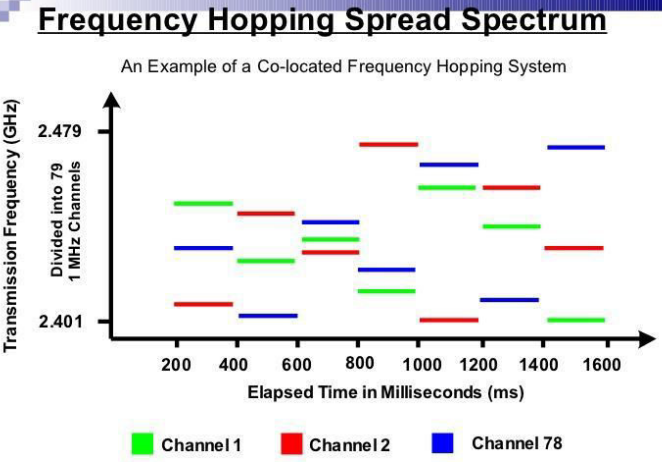 Frequency Hopping Spread Spectrum
An Example of a Co-located Frequency Hopping System
Transmission Frequency (GHz)
Divided into 79
1 MHz Channels
2.479
2.401
200 400 600 800 1000 1200 1400 1600
Elapsed Time in Milliseconds (ms)
Channel 1 Channel 2 Channel 78